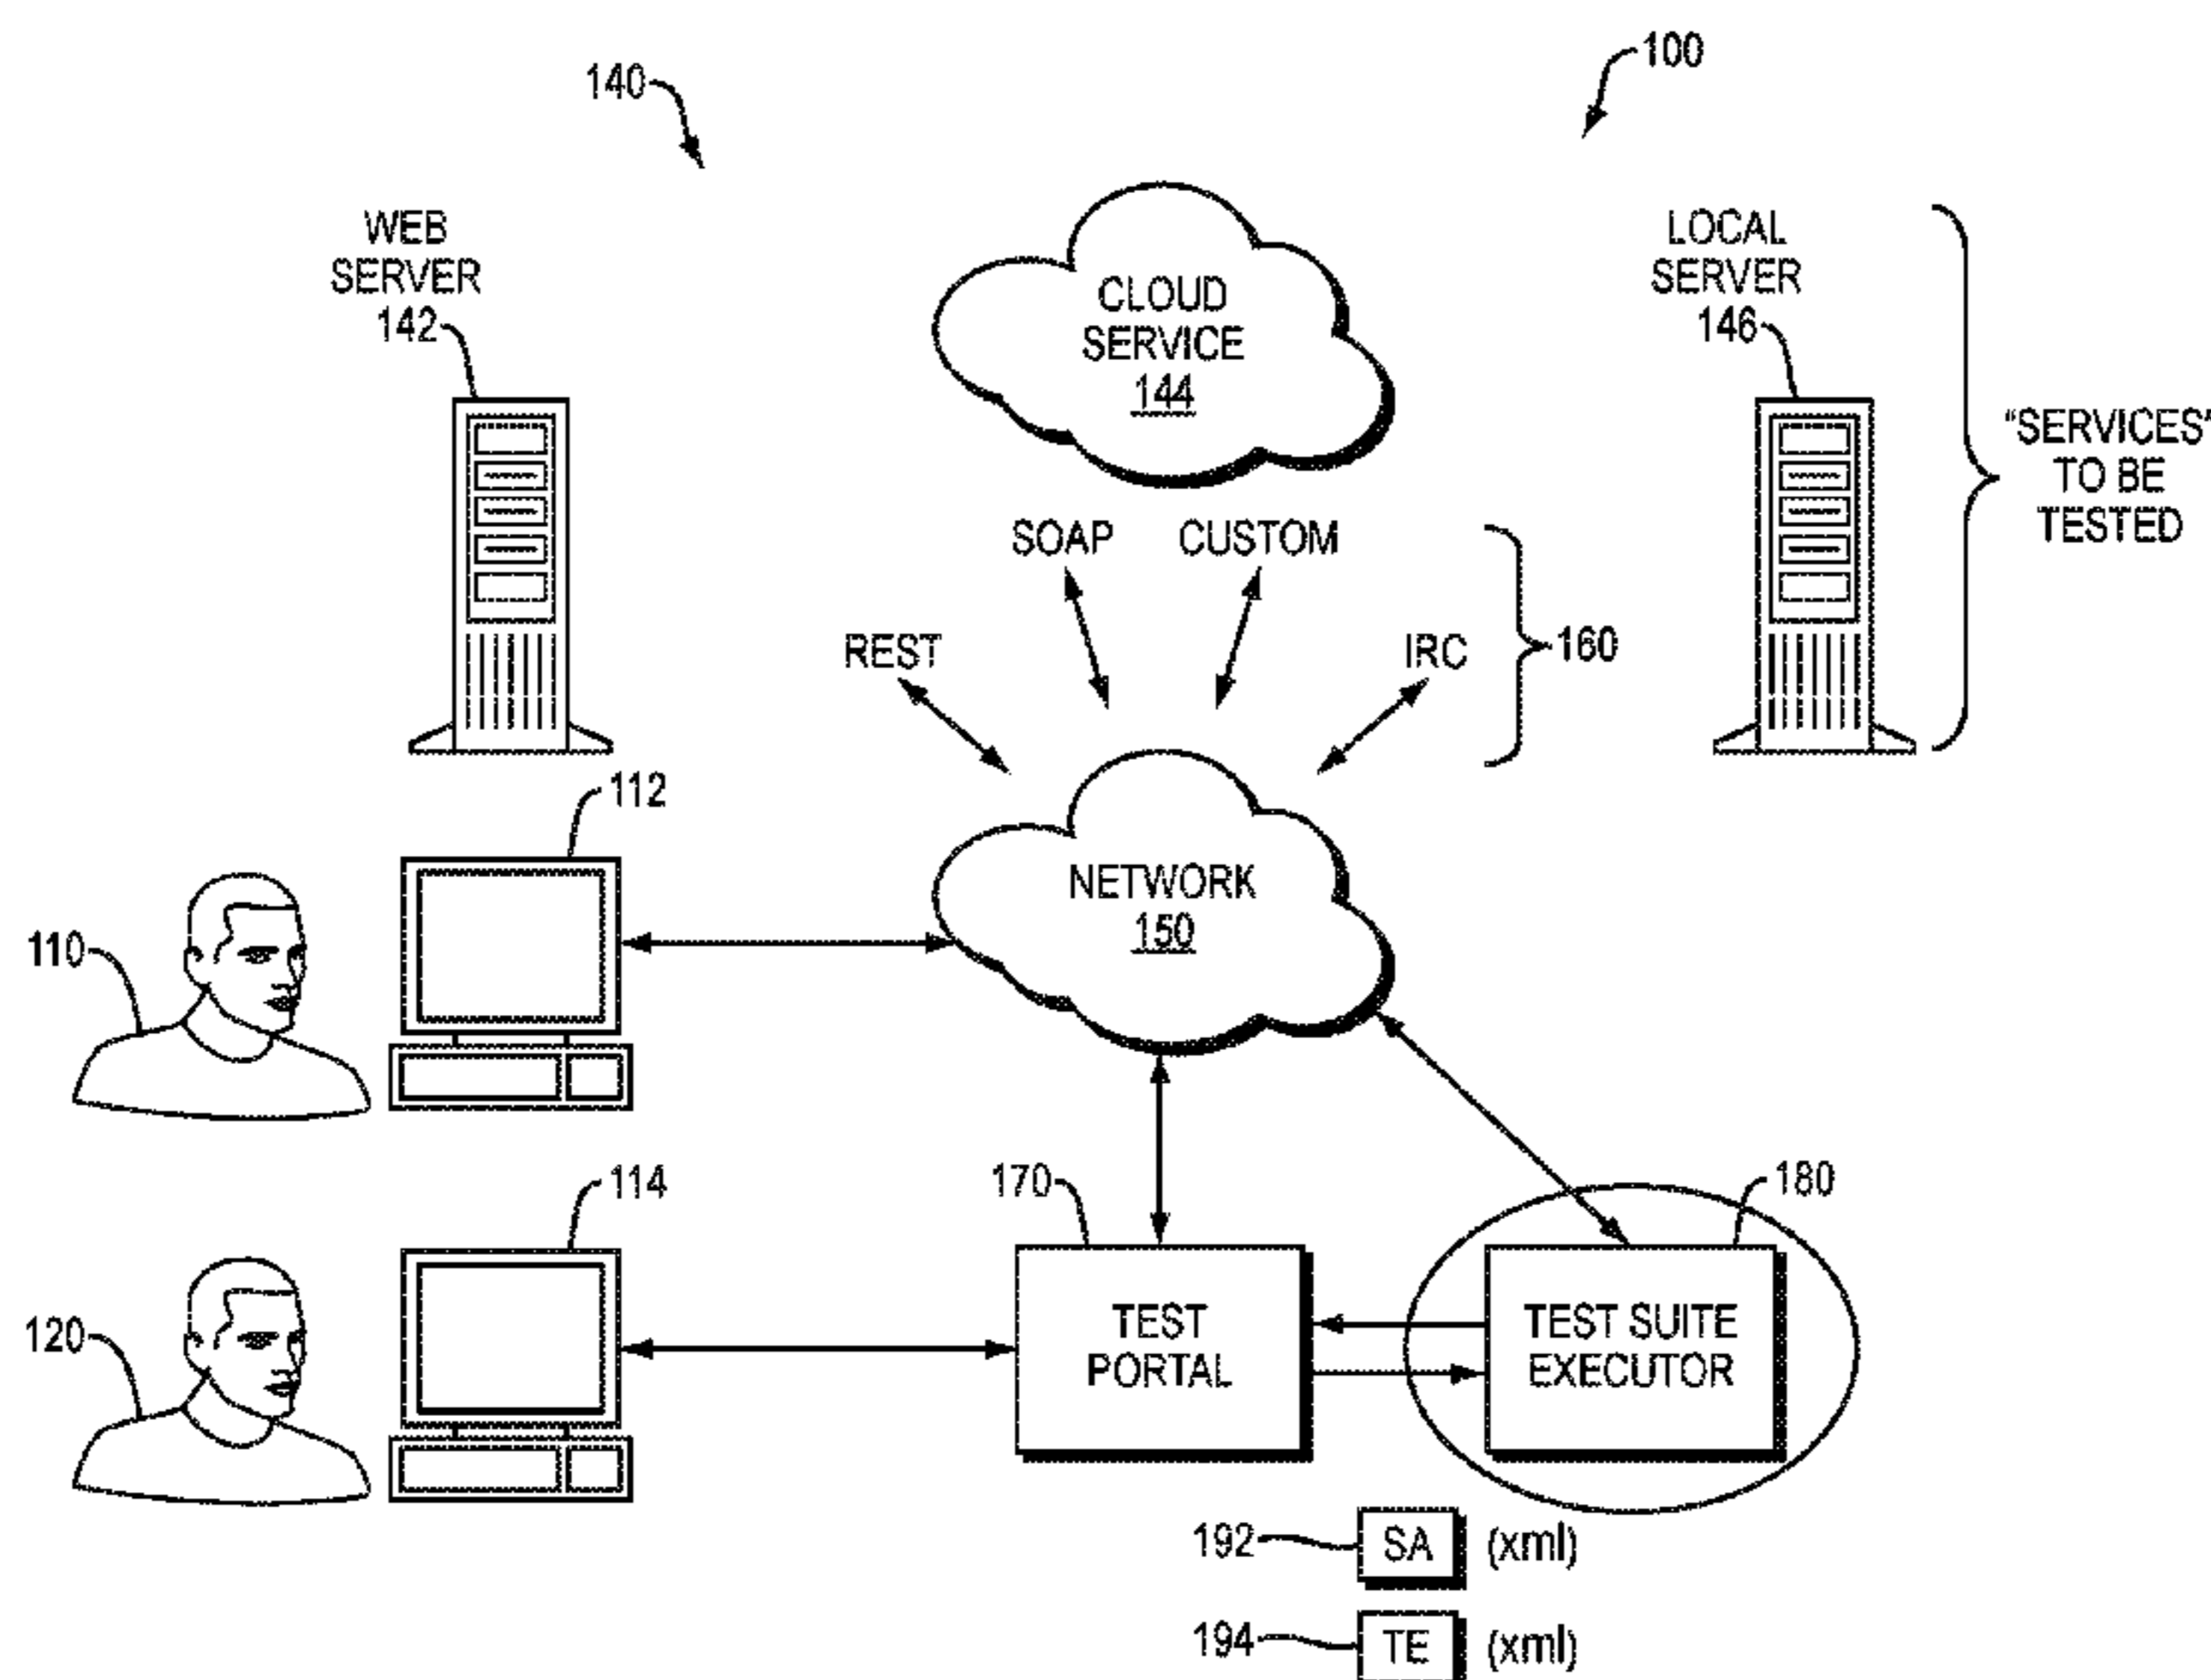 140
100
WEB
SERVER
142
CLOUD
SERVICE
144
LOCAL
SERVER
146
"SERVICES"
TO BE
TESTED
SOAP
CUSTOM
REST
IRC
160
112
NETWORK
150
110
114
170
180
120
TEST
PORTAL
TEST SUITE
EXECUTOR
192
SA
(xml)
194
TE
(xml)